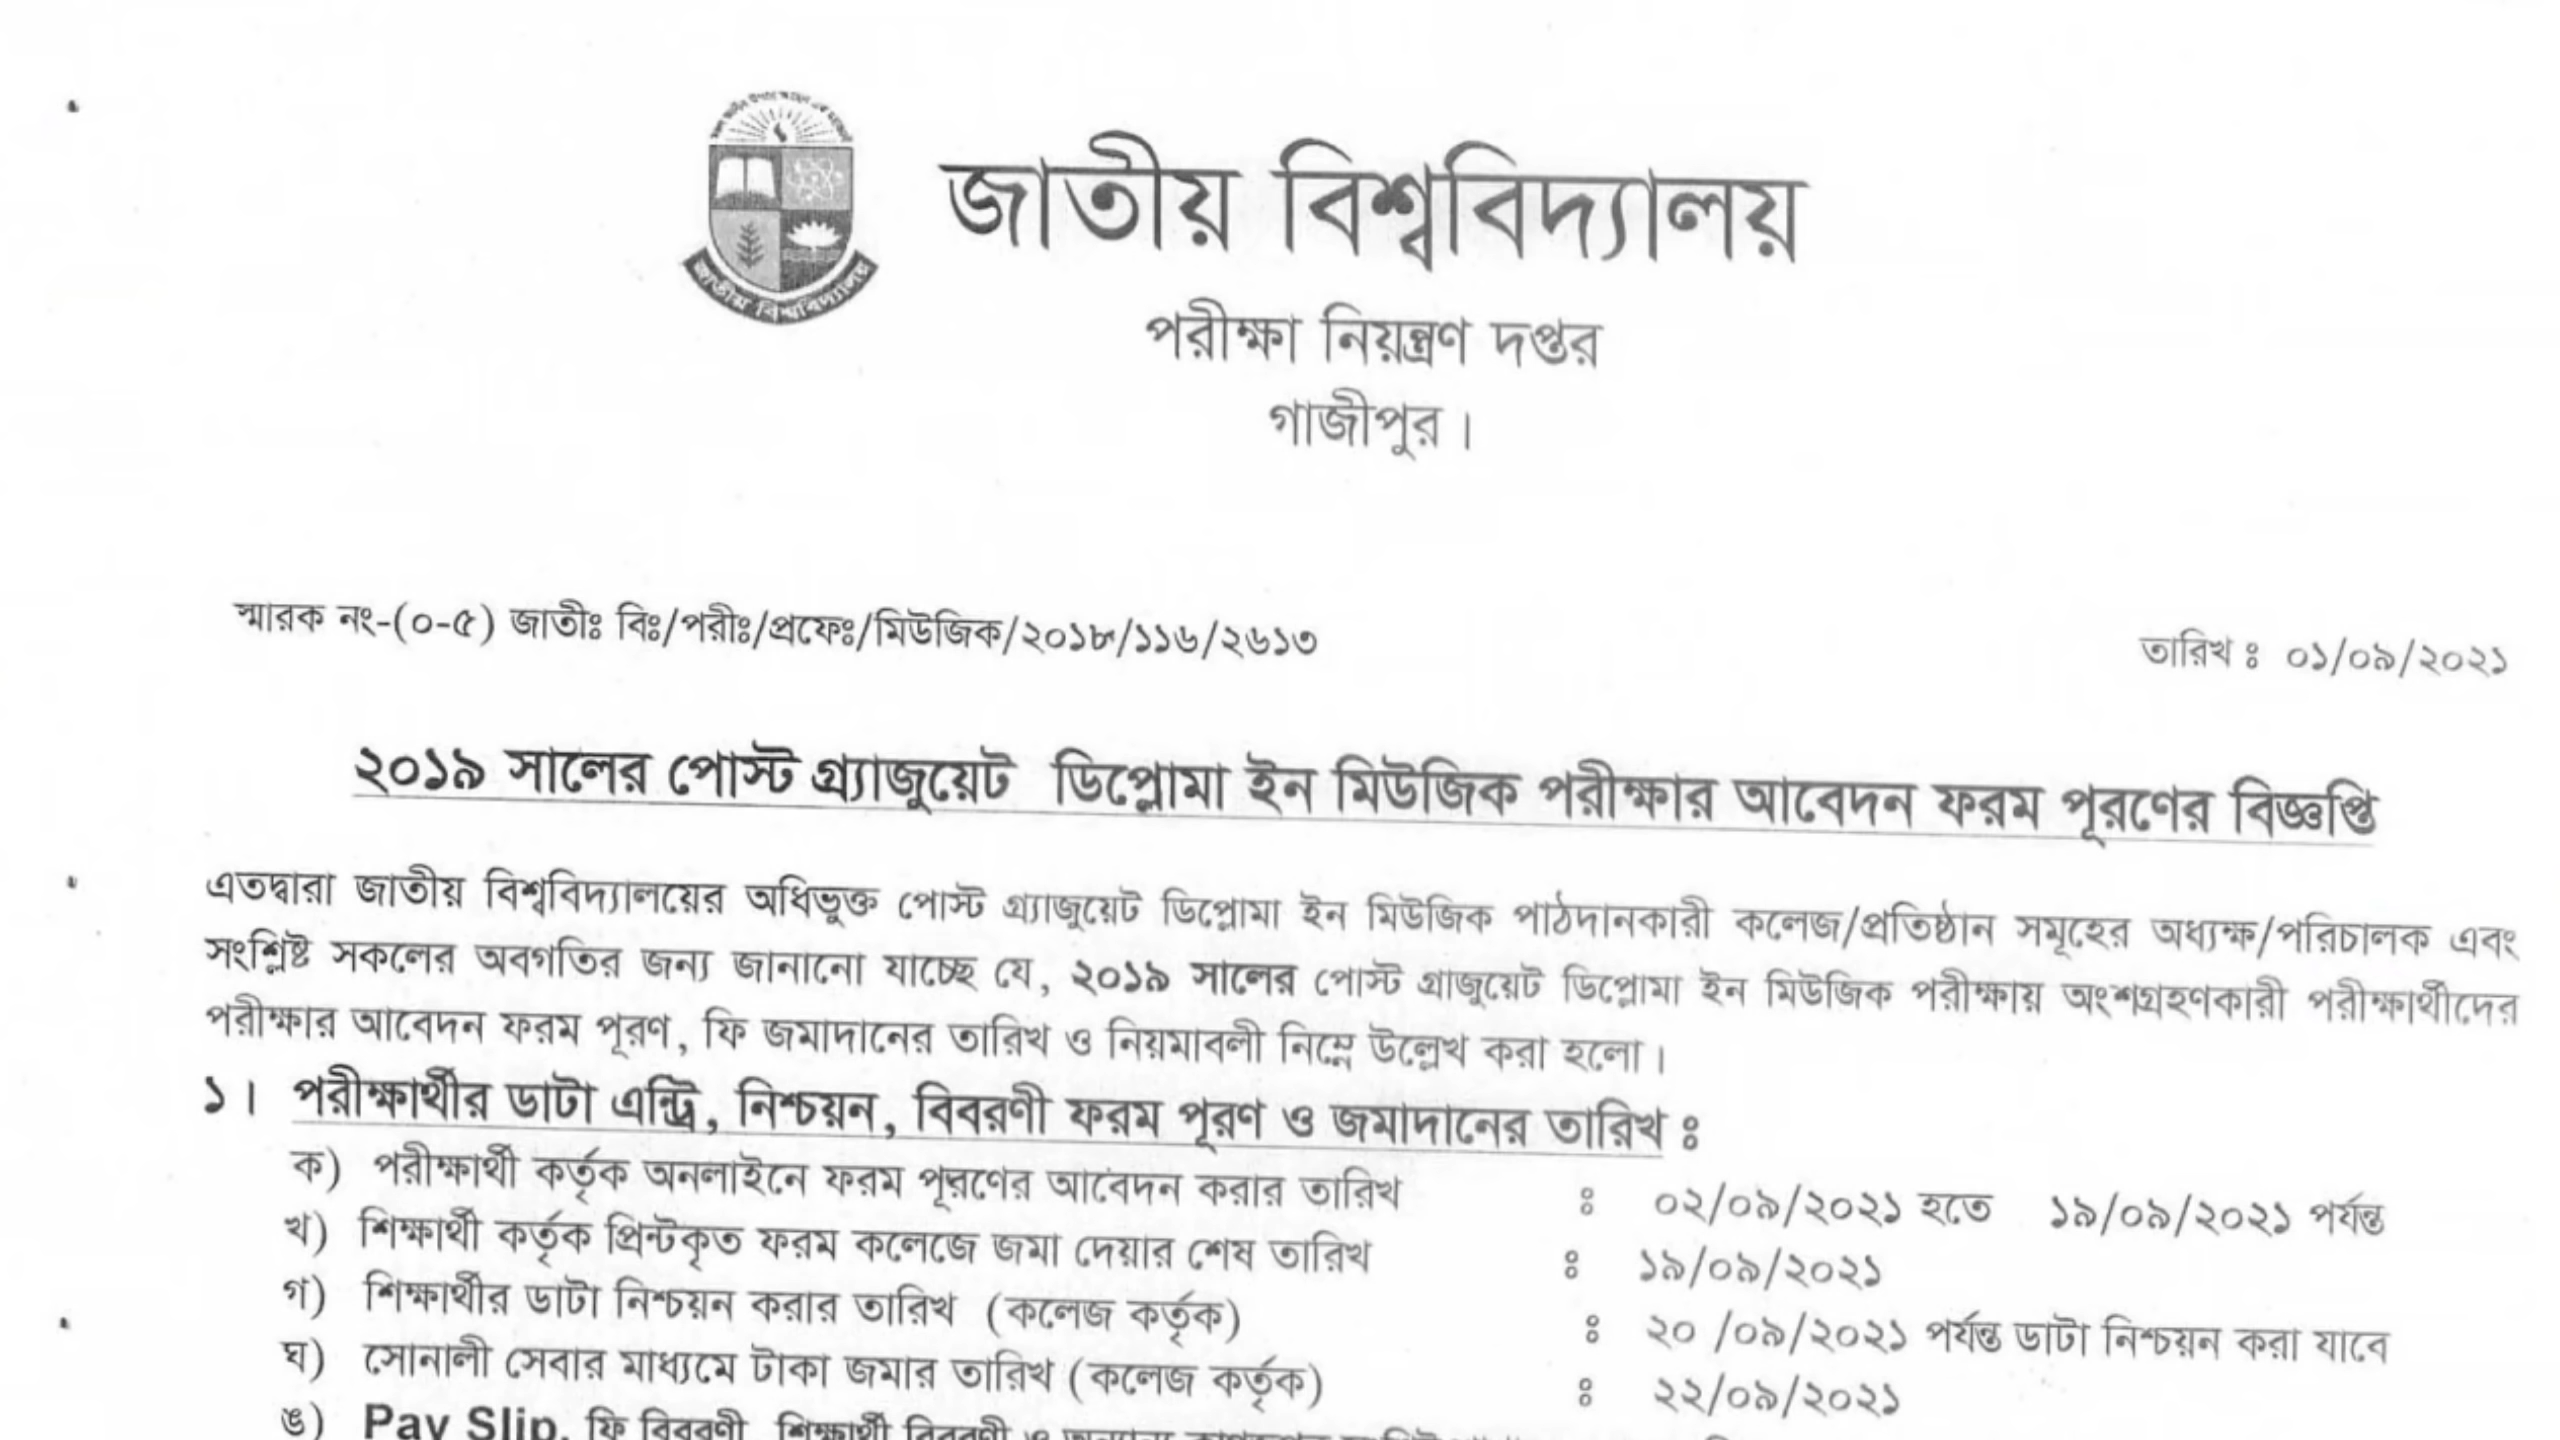 জাতীয় বিশ্ববিদ্যালয়
জাতীয় বিশ্ববিদ্যালয়
পরীক্ষা নিয়ন্ত্রণ দপ্তর
গাজীপুর।
স্মারক নং-(০-৫) জাতীঃ বিঃ/পরীঃ/প্রফেঃ/মিউজিক/২০১৮/১১৬/২৬১৩
তারিখ ঃ ০১/০৯/২০২১
২০১৯ সালের পোস্ট গ্র্যাজুয়েট ডিপ্লোমা ইন মিউজিক পরীক্ষার আবেদন ফরম পূরণের বিজ্ঞপ্তি
এতদ্বারা জাতীয় বিশ্ববিদ্যালয়ের অধিভুক্ত পোস্ট গ্র্যাজুয়েট ডিপ্লোমা ইন মিউজিক পাঠদানকারী কলেজ/প্রতিষ্ঠান সমূহের অধ্যক্ষ/পরিচালক এবং
সংশ্লিষ্ট সকলের অবগতির জন্য জানানো যাচ্ছে যে, ২০১৯ সালের পোস্ট গ্রাজুয়েট ডিপ্লোমা ইন মিউজিক পরীক্ষায় অংশগ্রহণকারী পরীক্ষার্থীদের
পরীক্ষার আবেদন ফরম পূরণ, ফি জমাদানের তারিখ ও নিয়মাবলী নিম্নে উল্লেখ করা হলো।
১। পরীক্ষার্থীর ডাটা এন্ট্রি, নিশ্চয়ন, বিবরণী ফরম পূরণ ও জমাদানের তারিখ ঃ
ক) পরীক্ষার্থী কর্তৃক অনলাইনে ফরম পূরণের আবেদন করার তারিখ ঃ ০২/০৯/২০২১ হতে ১৯/০৯/২০২১ পর্যন্ত
খ) শিক্ষার্থী কর্তৃক প্রিন্টকৃত ফরম কলেজে জমা দেয়ার শেষ তারিখ ঃ ১৯/০৯/২০২১
গ) শিক্ষার্থীর ডাটা নিশ্চয়ন করার তারিখ (কলেজ কর্তৃক) ঃ ২০ /০৯/২০২১ পর্যন্ত ডাটা নিশ্চয়ন করা যাবে
ঘ) সোনালী সেবার মাধ্যমে টাকা জমার তারিখ (কলেজ কর্তৃক) ঃ ২২/০৯/২০২১
ঙ) Pay Slip, ফি বিবরণী শিক্ষার্থী বিবরণী ও